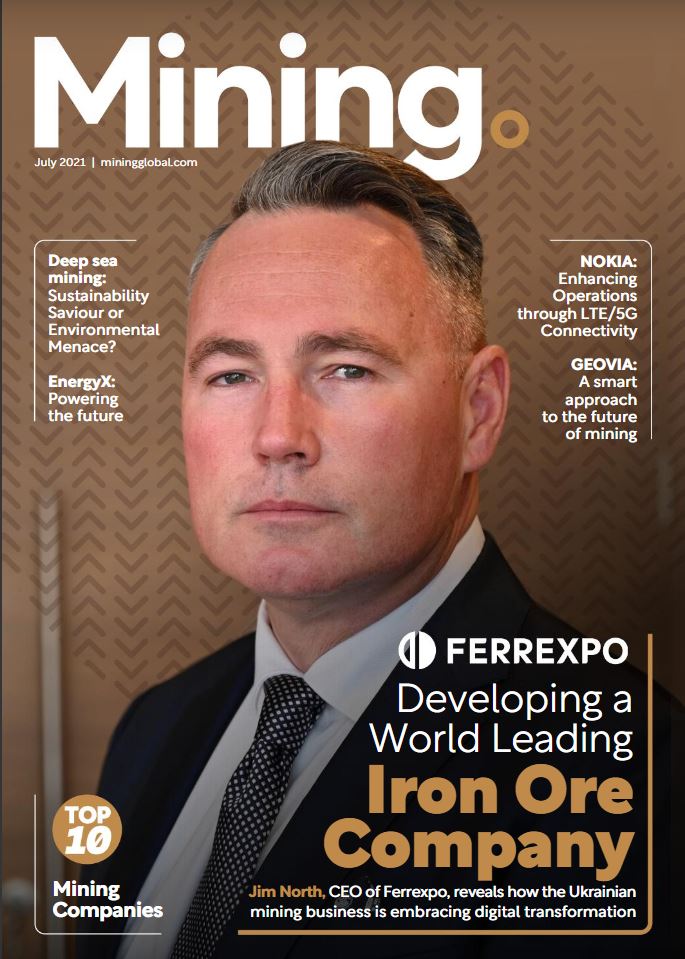 Mining.
July 2021 | miningglobal.com
Deep sea
mining:
Sustainability
Saviour or
Environmental
Menace?
EnergyX:
Powering
the future
NOKIA:
Enhancing
Operations
through LTE/5G
Connectivity
GEOVIA:
A smart
approach
to the future
of mining
FERREXPO
Developing a
World Leading
Iron Ore
Company
Jim North, CEO of Ferrexpo, reveals how the Ukrainian
mining business is embracing digital transformation
TOP
10
Mining
Companies